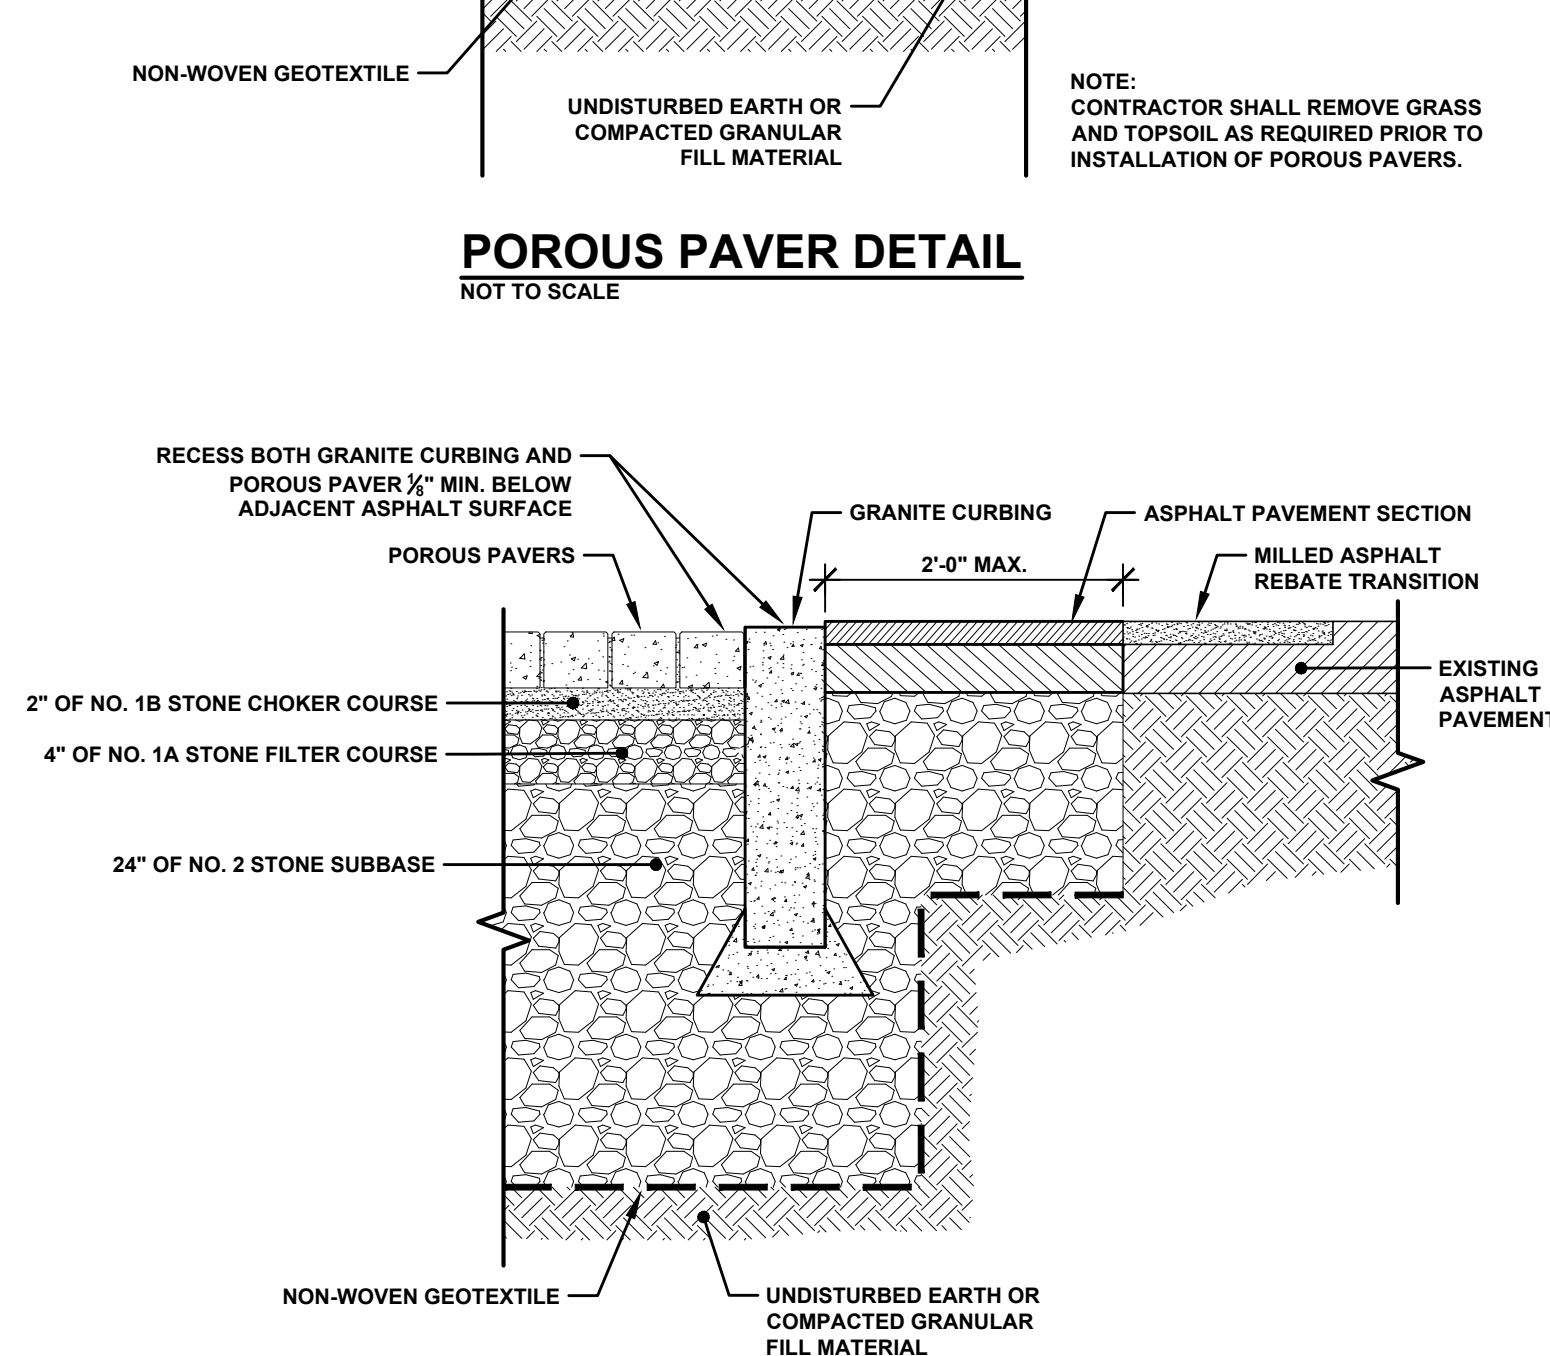 NON-WOVEN GEOTEXTILE
UNDISTURBED EARTH OR
COMPACTED GRANULAR
FILL MATERIAL
NOTE:
CONTRACTOR SHALL REMOVE GRASS
AND TOPSOIL AS REQUIRED PRIOR TO
INSTALLATION OF POROUS PAVERS.
POROUS PAVER DETAIL
NOT TO SCALE
RECESS BOTH GRANITE CURBING AND
POROUS PAVER ⅛" MIN. BELOW
ADJACENT ASPHALT SURFACE
GRANITE CURBING
ASPHALT PAVEMENT SECTION
POROUS PAVERS
2'-0" MAX.
MILLED ASPHALT
REBATE TRANSITION
EXISTING
ASPHALT
PAVEMENT
2" OF NO. 1B STONE CHOKER COURSE
4" OF NO. 1A STONE FILTER COURSE
24" OF NO. 2 STONE SUBBASE
NON-WOVEN GEOTEXTILE
UNDISTURBED EARTH OR
COMPACTED GRANULAR
FILL MATERIAL